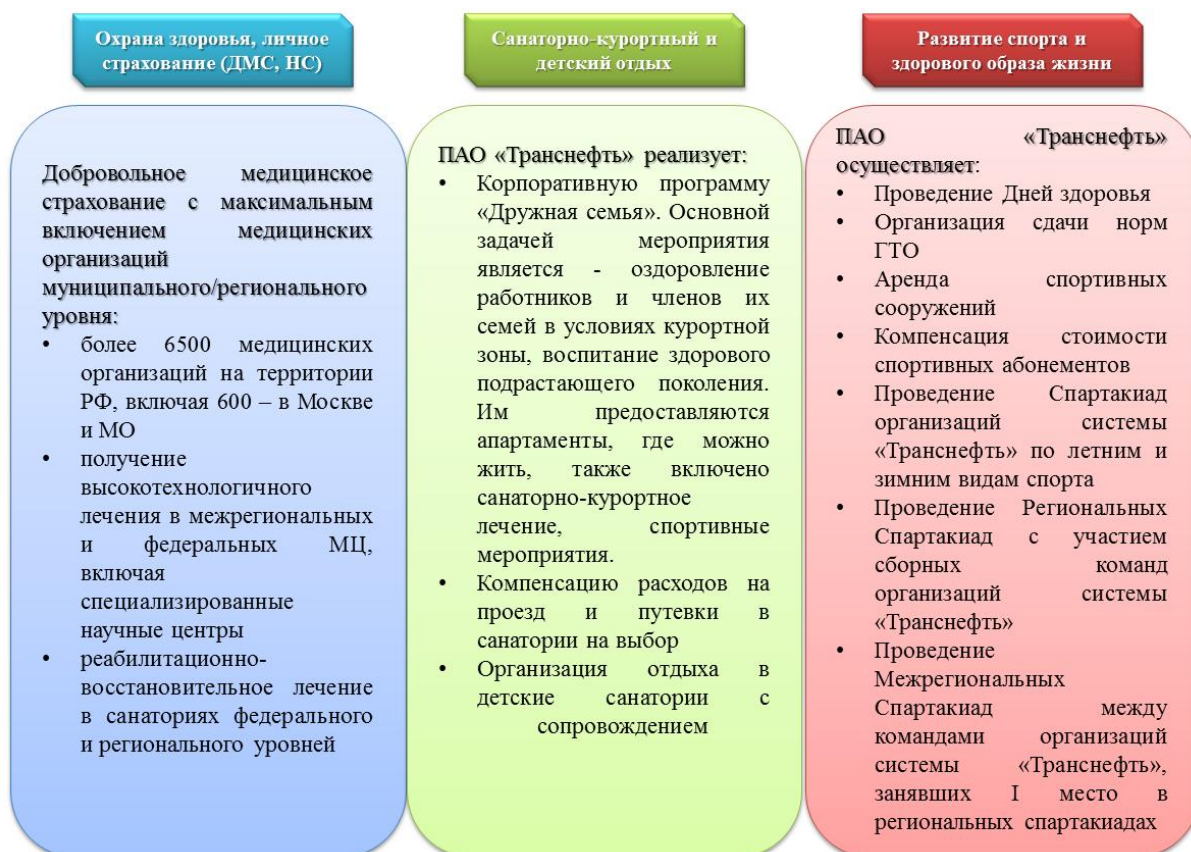 Охрана здоровья, личное
страхование (ДМС, НС)
Добровольное медицинское
страхование с максимальным
включением медицинских
организаций
муниципального/регионального
уровня:
• более 6500 медицинских
организаций на территории
РФ, включая 600 – в Москве
и МО
• получение
высокотехнологичного
лечения в межрегиональных
и федеральных МЦ,
включая
специализированные
научные центры
• реабилитационно-
восстановительное лечение
в санаториях федерального
и регионального уровней
Санаторно-курортный и
детский отдых
ПАО «Транснефть» реализует:
• Корпоративную программу
«Дружная семья». Основной
задачей мероприятия
является - оздоровление
работников и членов их
семей в условиях курортной
зоны, воспитание здорового
подрастающего поколения.
Им предоставляются
апартаменты, где можно
жить, также включено
санаторно-курортное
лечение, спортивные
мероприятия.
• Компенсацию расходов на
проезд и путевки в
санатории на выбор
• Организация отдыха в
детские санатории с
сопровождением
Развитие спорта и
здорового образа жизни
ПАО «Транснефть»
осуществляет:
• Проведение Дней здоровья
• Организация сдачи норм
ГТО
• Аренда спортивных
сооружений
• Компенсация стоимости
спортивных абонементов
• Проведение Спартакиад
организаций системы
«Транснефть» по летним и
зимним видам спорта
• Проведение Региональных
Спартакиад с участием
сборных команд
организаций системы
«Транснефть»
• Проведение
Межрегиональных
Спартакиад между
командами организаций
системы «Транснефть»,
занявших I место в
региональных спартакиадах